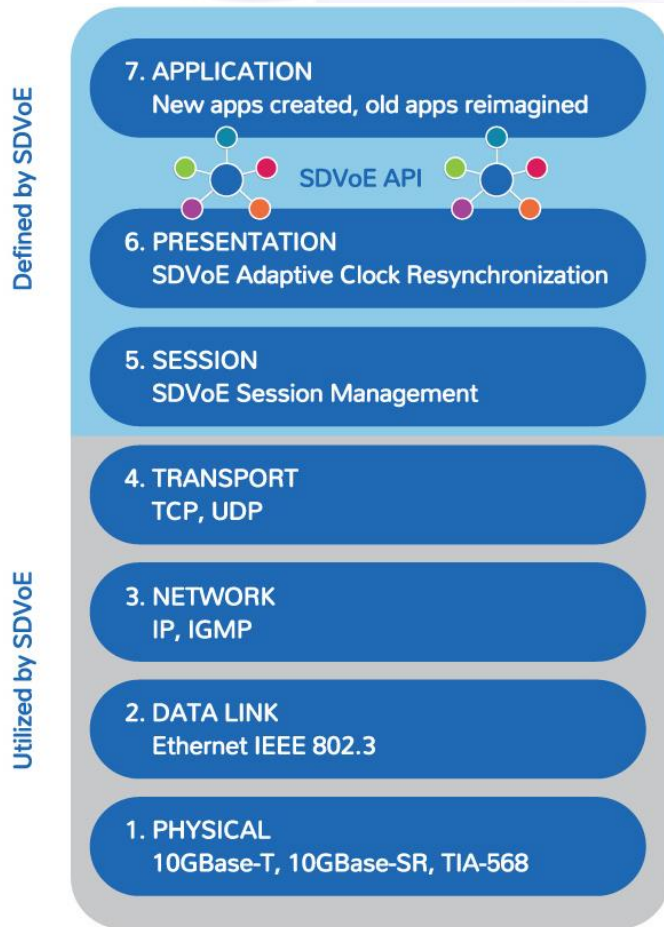 Defined by SDVoE
7. APPLICATION
New apps created, old apps reimagined
SDVoE API
6. PRESENTATION
SDVoE Adaptive Clock Resynchronization
5. SESSION
SDVoE Session Management
Utilized by SDVoE
4. TRANSPORT
TCP, UDP
3. NETWORK
IP, IGMP
2. DATA LINK
Ethernet IEEE 802.3
1. PHYSICAL
10GBase-T, 10GBase-SR, TIA-568